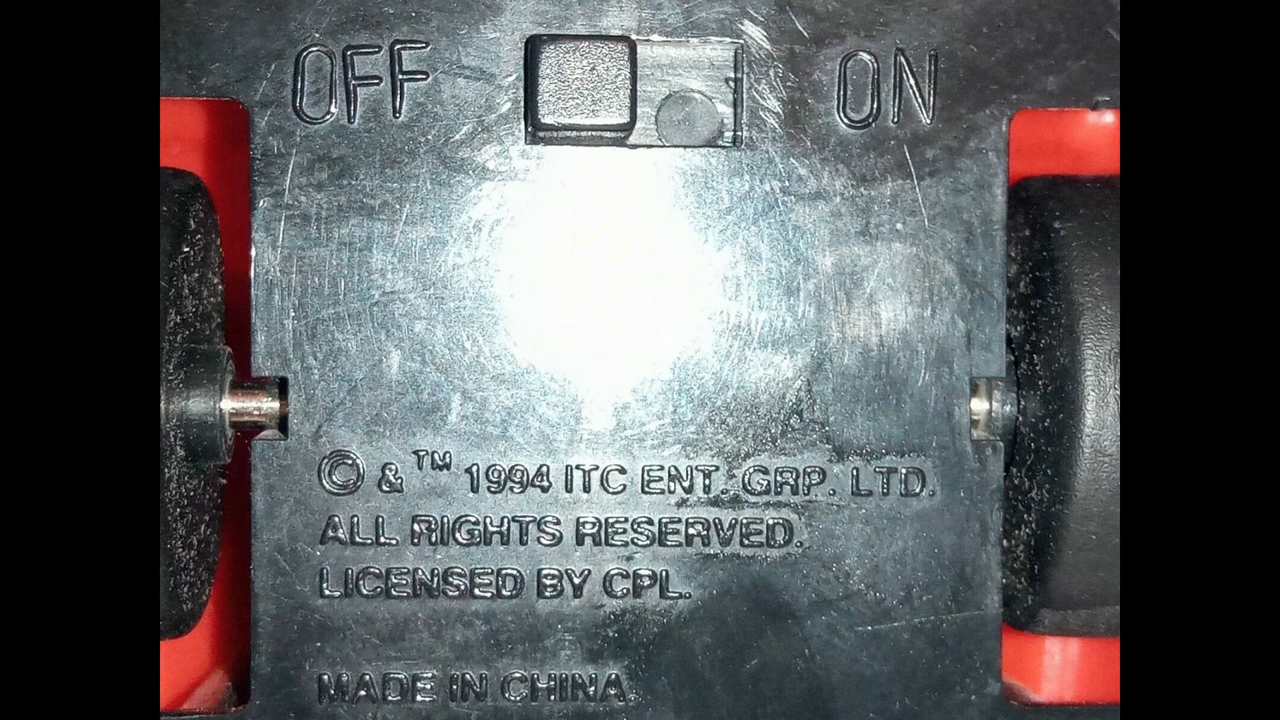 OFF ON
© & ™ 1994 ITC ENT. GRP. LTD.
ALL RIGHTS RESERVED.
LICENSED BY CPL.
MADE IN CHINA.